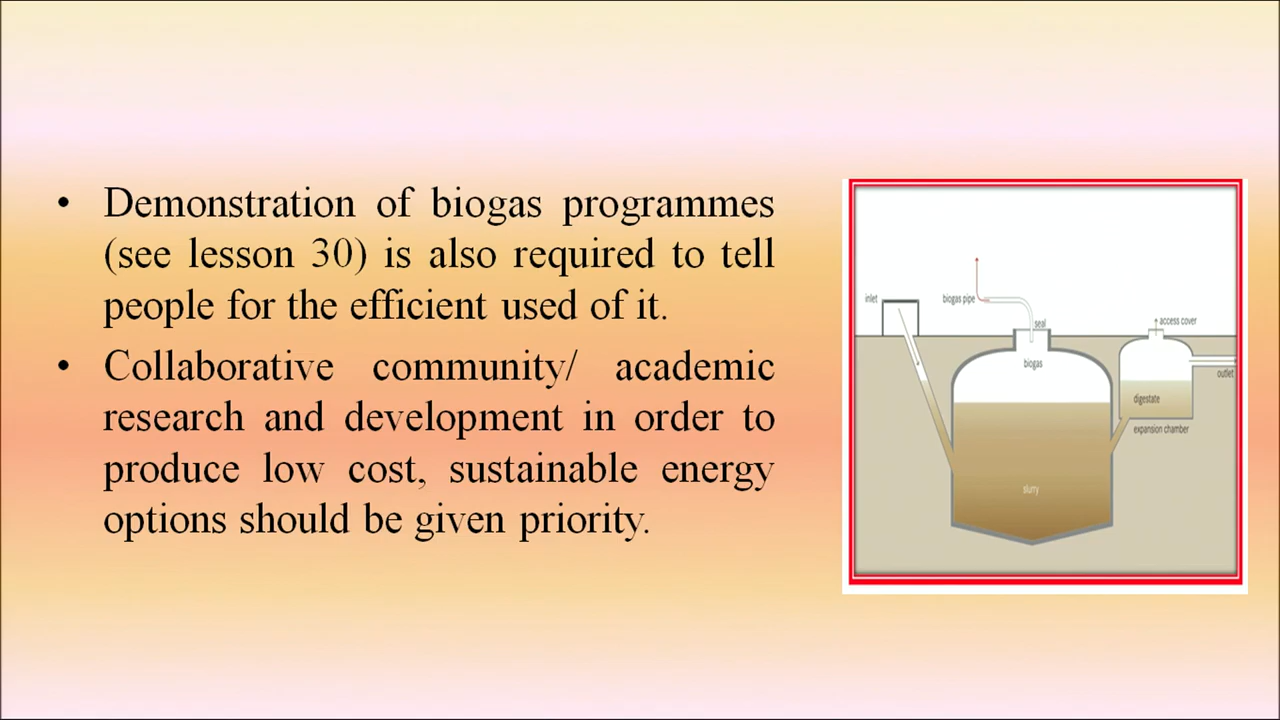 • Demonstration of biogas programmes
(see lesson 30) is also required to tell
people for the efficient used of it.
• Collaborative community/ academic
research and development in order to
produce low cost, sustainable energy
options should be given priority.
inlet
biogas pipe
seal
access cover
biogas
outlet
digestate
expansion chamber
slurry